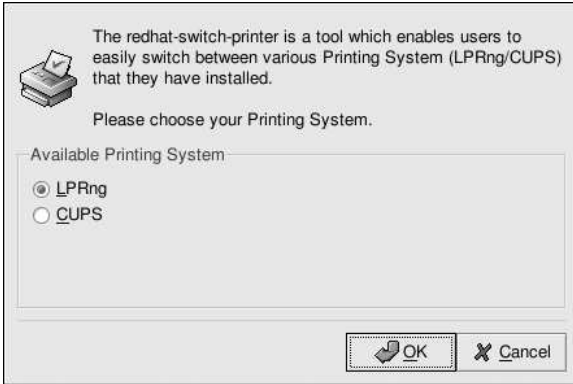 The redhat-switch-printer is a tool which enables users to
easily switch between various Printing System (LPRng/CUPS)
that they have installed.
Please choose your Printing System.
Available Printing System
LPRng
CUPS
OK
Cancel